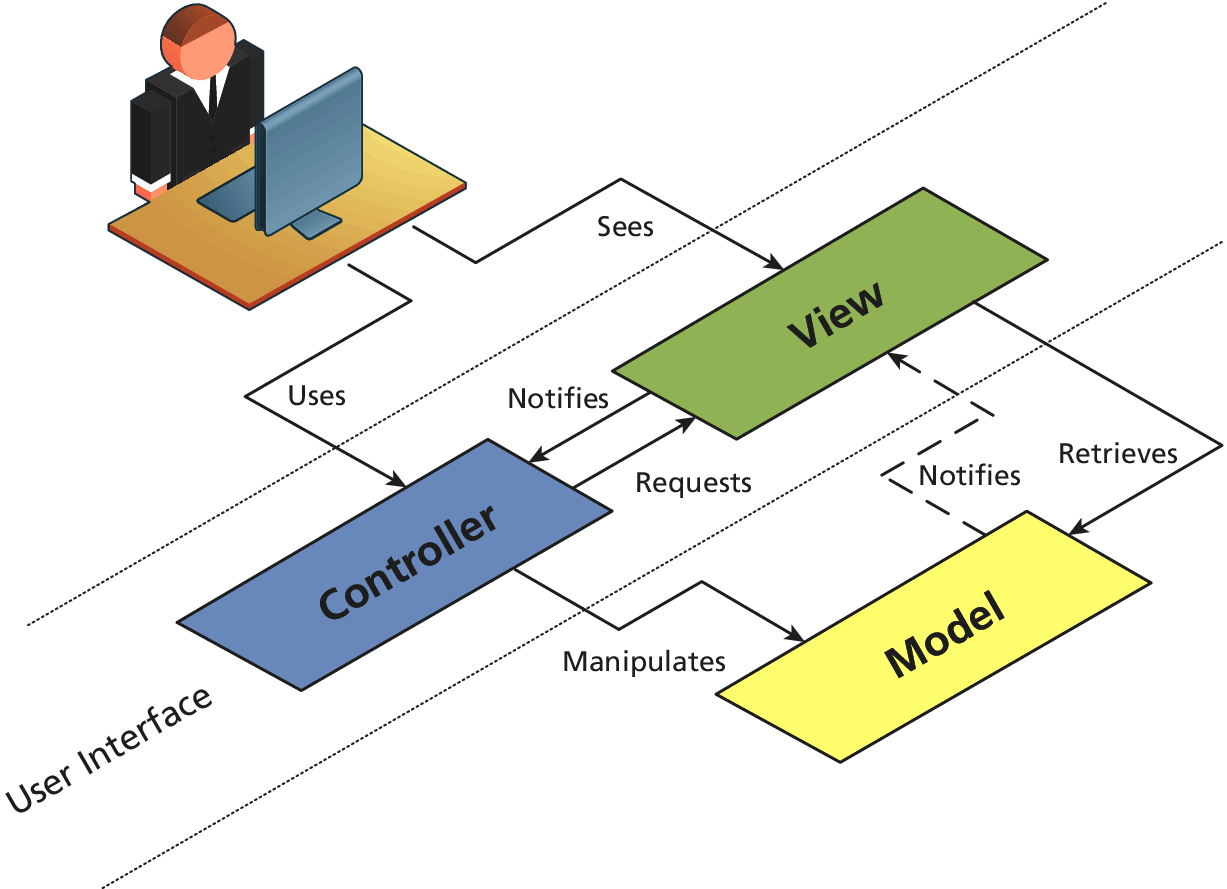 Sees
View
Uses
Notifies
Requests
Retrieves
Notifies
Controller
Model
Manipulates
User Interface